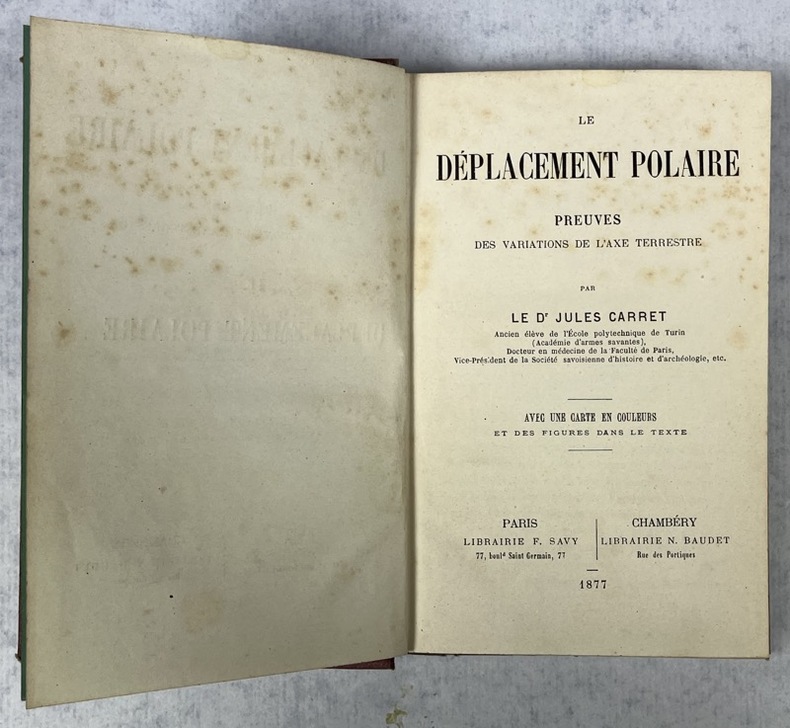 LE
DÉPLACEMENT POLAIRE
PREUVES
DES VARIATIONS DE L'AXE TERRESTRE
PAR
LE Dr JULES CARRET
Ancien élève de l'École polytechnique de Turin
(Académie d'armes savantes),
Docteur en médecine de la Faculté de Paris,
Vice-Président de la Société savoisienne d'histoire et d'archéologie, etc.
AVEC UNE CARTE EN COULEURS
ET DES FIGURES DANS LE TEXTE
PARIS
LIBRAIRIE F. SAVY
77, bould Saint Germain, 77
CHAMBÉRY
LIBRAIRIE N. BAUDET
Rue des Portiques
1877